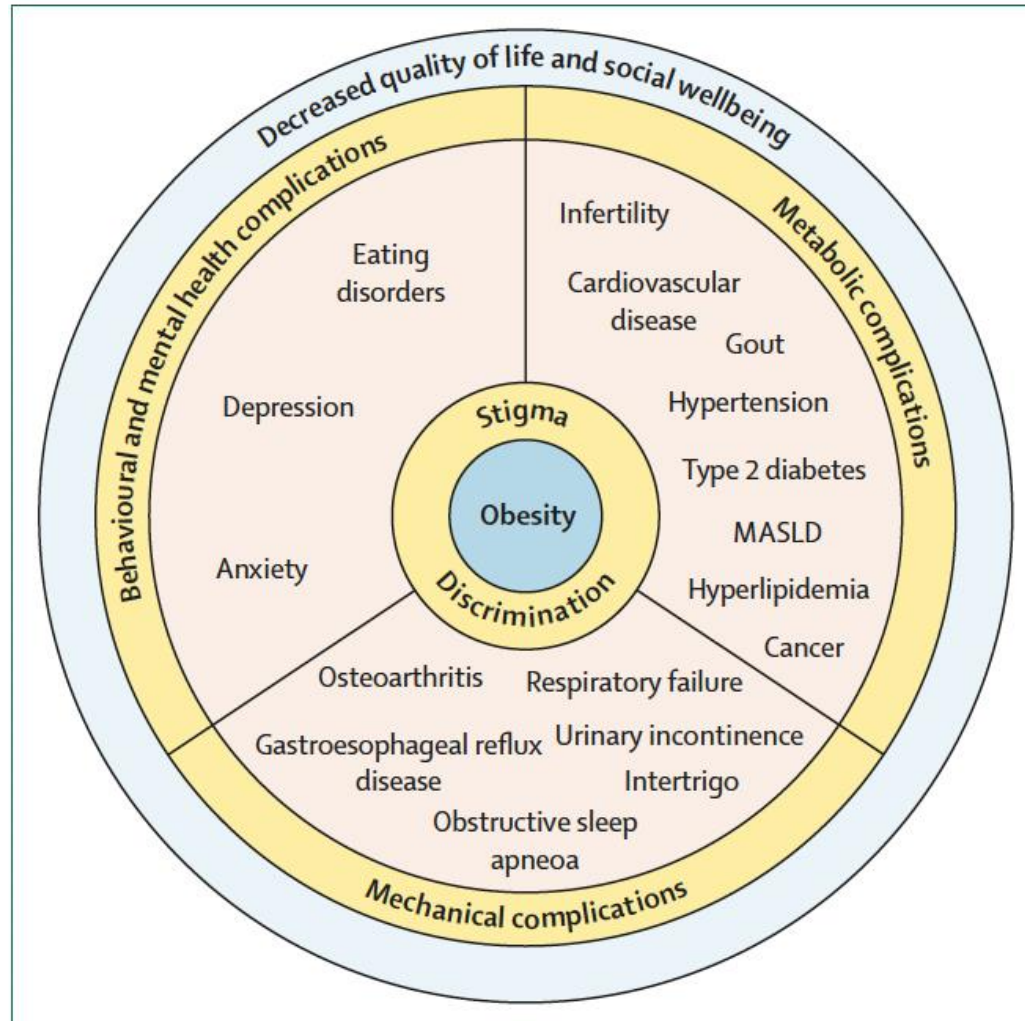 Decreased quality of life and social wellbeing
Behavioural and mental health complications
Metabolic complications
Eating
disorders
Depression
Anxiety
Infertility
Cardiovascular
disease
Gout
Hypertension
Type 2 diabetes
MASLD
Hyperlipidemia
Cancer
Stigma
Obesity
Discrimination
Osteoarthritis
Respiratory failure
Gastroesophageal reflux
disease
Urinary incontinence
Intertrigo
Obstructive sleep
apneoa
Mechanical complications